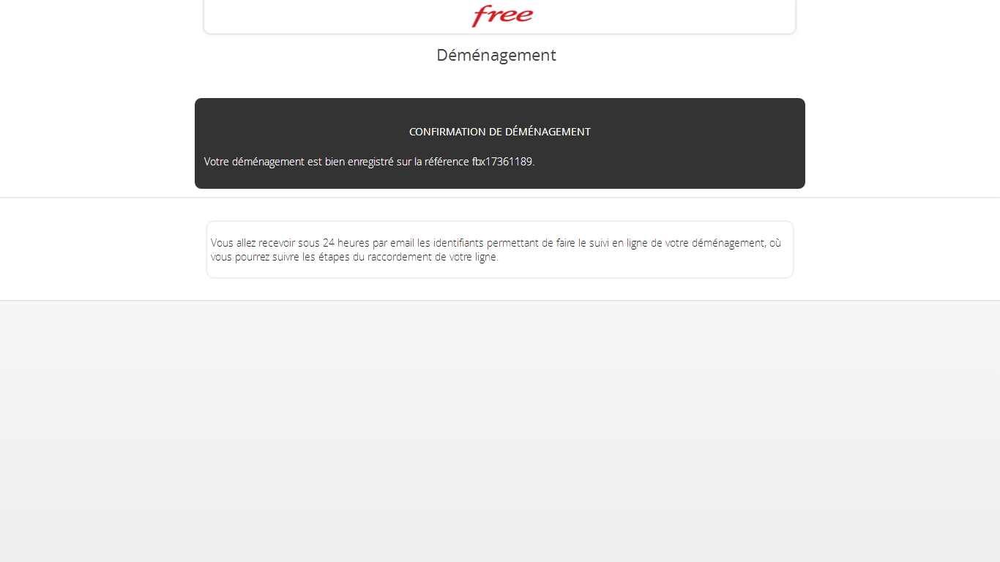 free
Déménagement
CONFIRMATION DE DÉMÉNAGEMENT
Votre déménagement est bien enregistré sur la référence fbx17361189.
Vous allez recevoir sous 24 heures par email les identifiants permettant de faire le suivi en ligne de votre déménagement, où
vous pourrez suivre les étapes du raccordement de votre ligne.